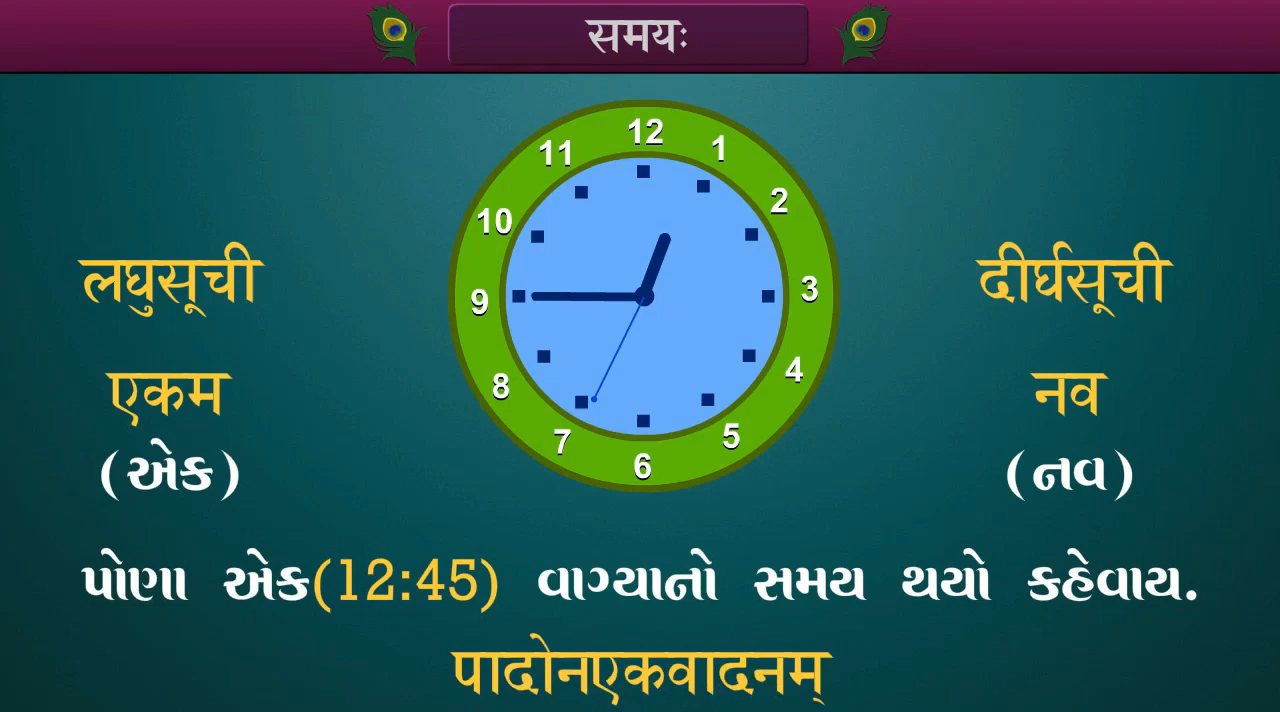 समयः
12
11
1
10
2
9
3
8
4
7
5
6
लघुसूची
दीर्घसूची
एकम
नव
(એક)
(નવ)
પોણા એક(12:45) વાગ્યાનો સમય થયો કહેવાય.
पादोनएकवादनम्